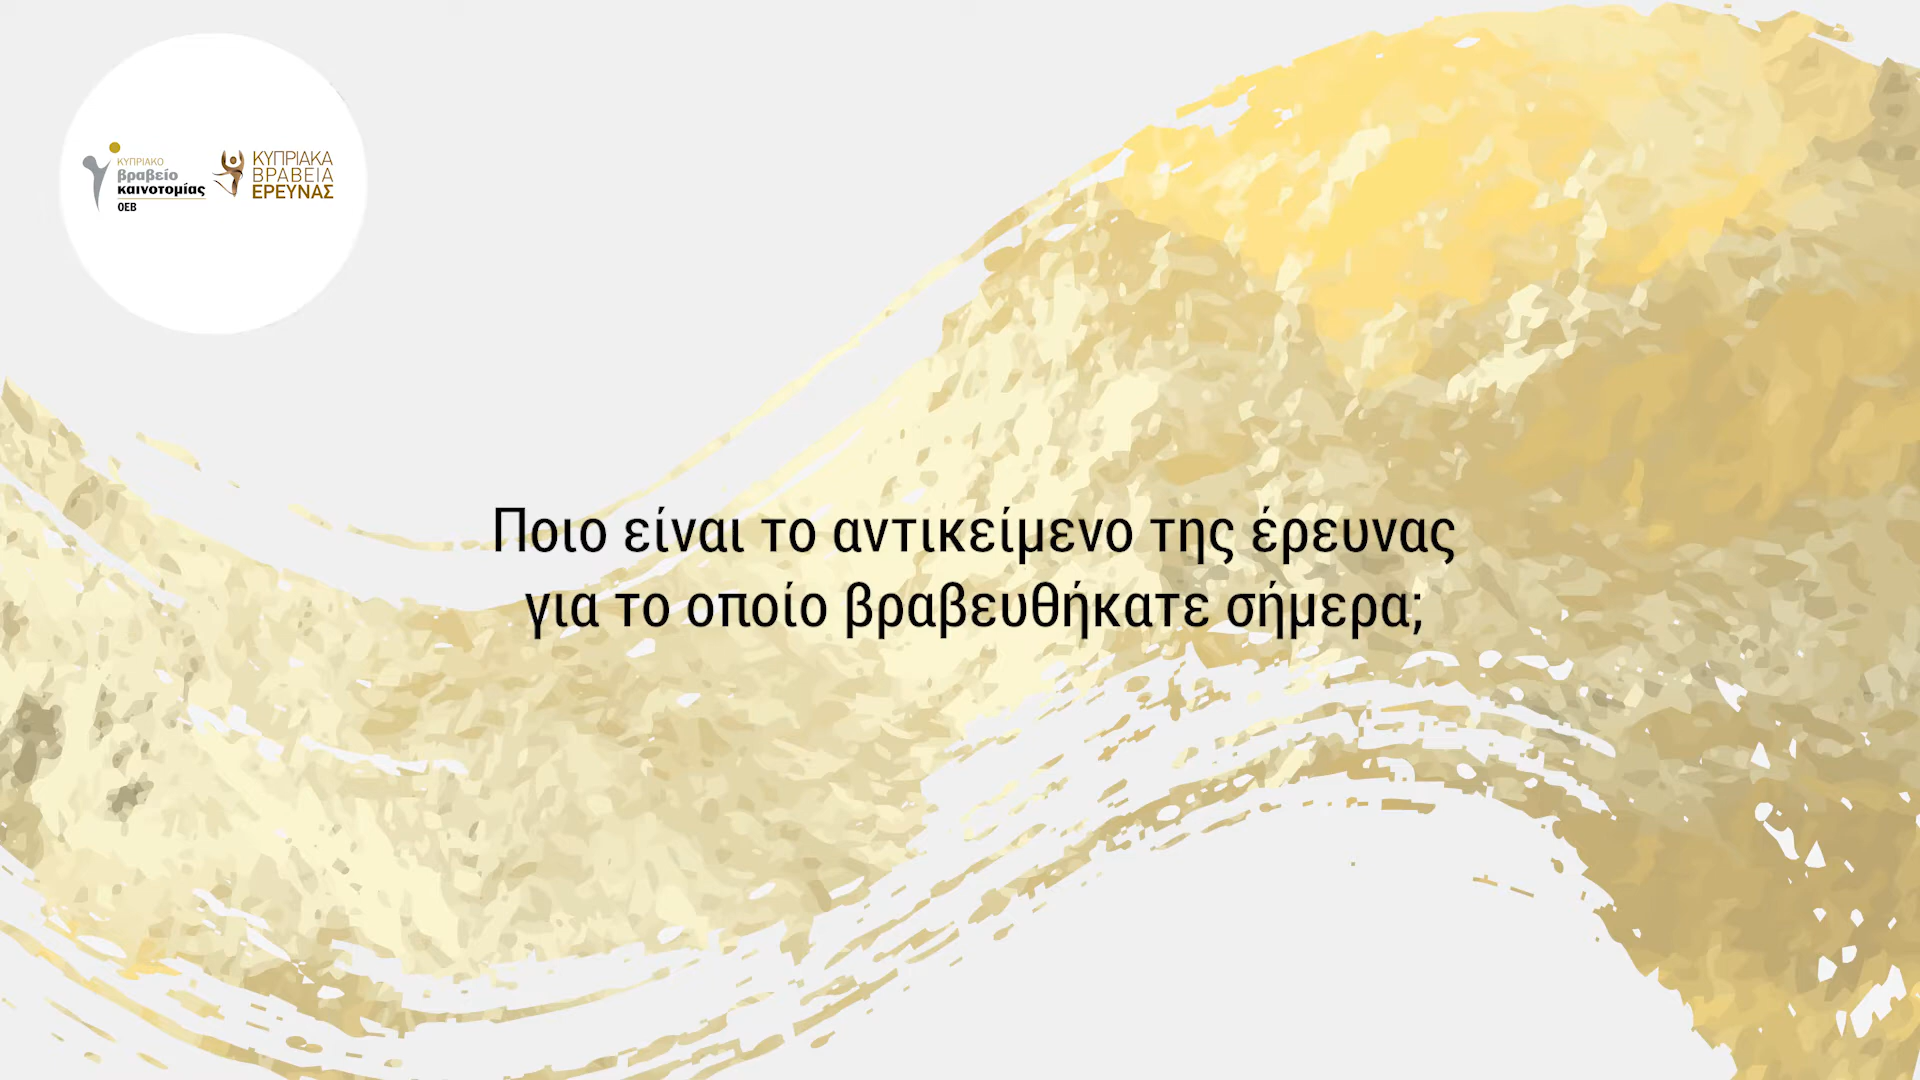 ΚΥΠΡΙΑΚΟ
βραβείο
καινοτομίας
ΟΕΒ
ΚΥΠΡΙΑΚΑ
ΒΡΑΒΕΙΑ
ΕΡΕΥΝΑΣ
Ποιο είναι το αντικείμενο της έρευνας
για το οποίο βραβευθήκατε σήμερα;